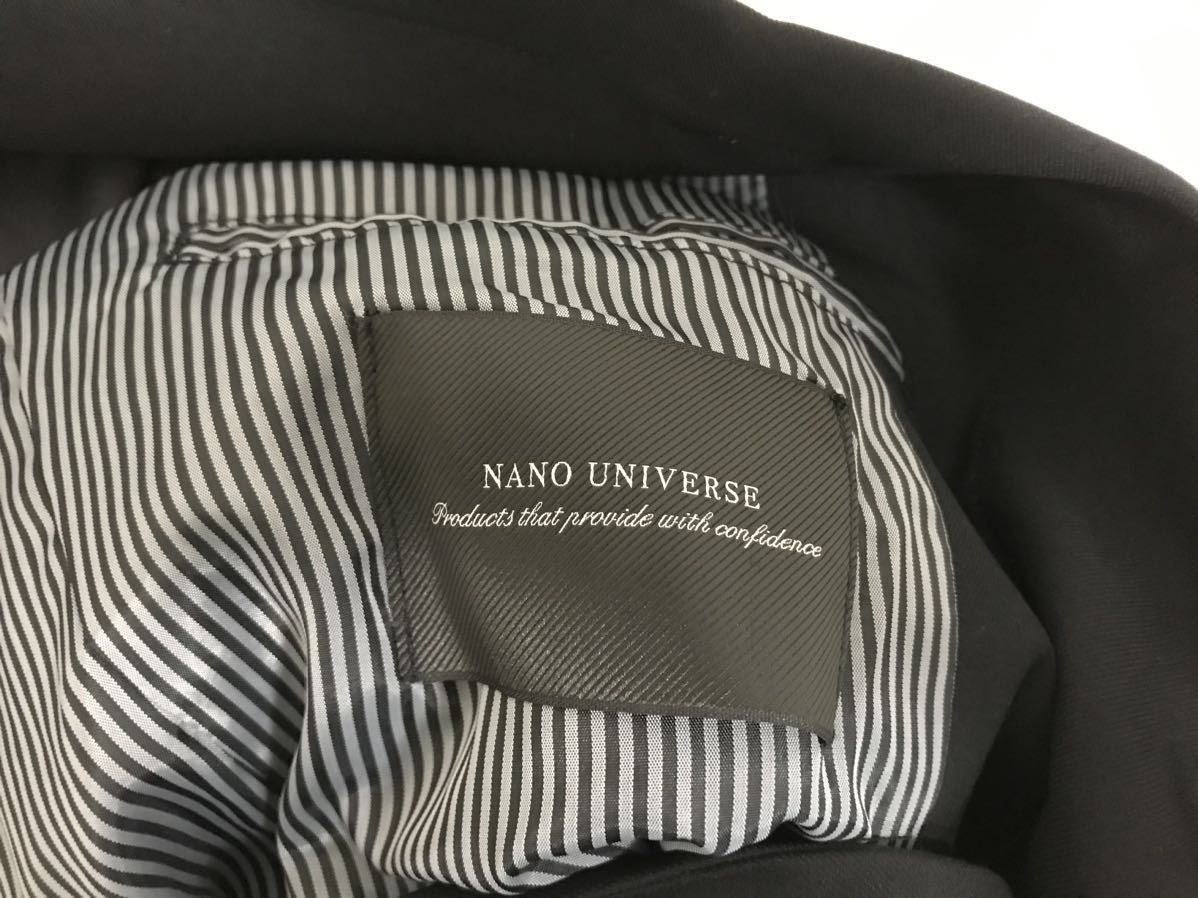 NANO UNIVERSE
Products that provide with confidence